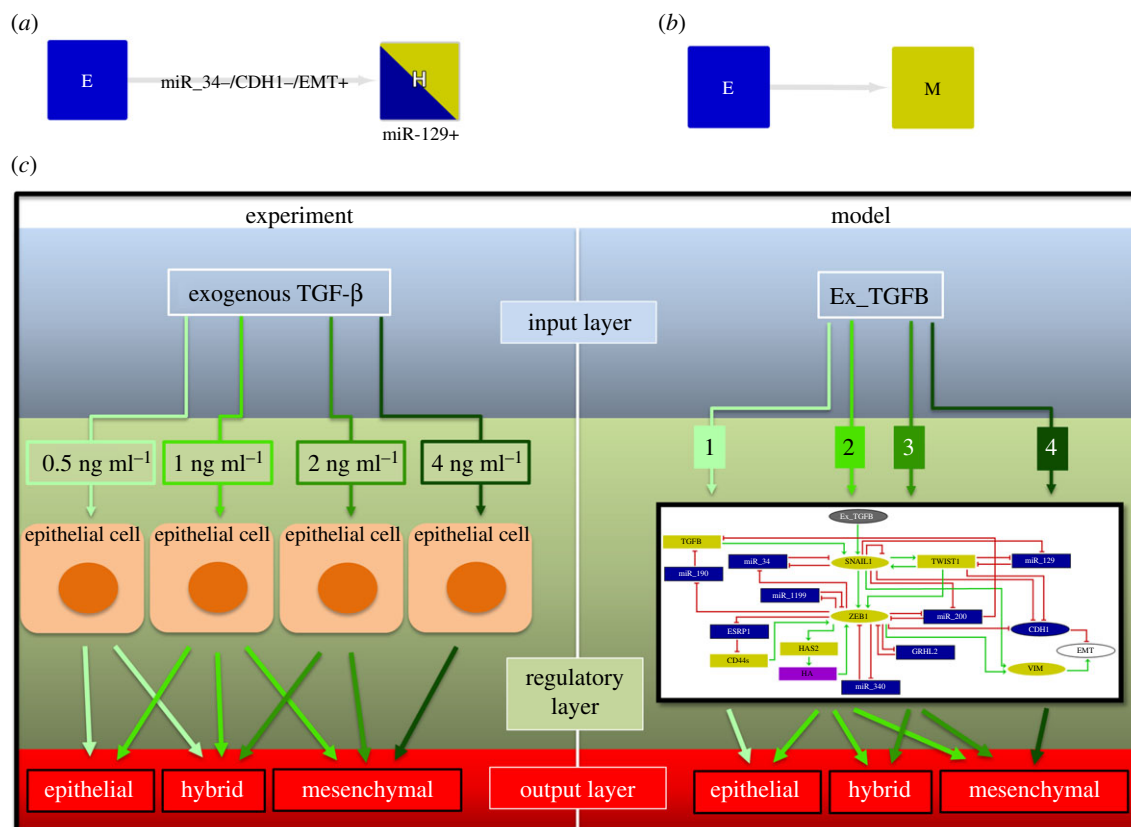 (a)
(b)
E
miR_34–/CDH1–/EMT+
H
miR-129+
E
M
(c)
experiment
model
exogenous TGF-β
Ex_TGFB
input layer
0.5 ng ml–1
1 ng ml–1
2 ng ml–1
4 ng ml–1
1
2
3
4
epithelial cell
epithelial cell
epithelial cell
epithelial cell
Ex_TGFB
TGFB
miR_34
SNAIL1
TWIST1
miR_129
miR_190
miR_1199
ZEB1
miR_200
ESRP1
CDH1
HAS2
GRHL2
EMT
CD44s
HA
VIM
miR_340
regulatory
layer
epithelial
hybrid
mesenchymal
output layer
epithelial
hybrid
mesenchymal